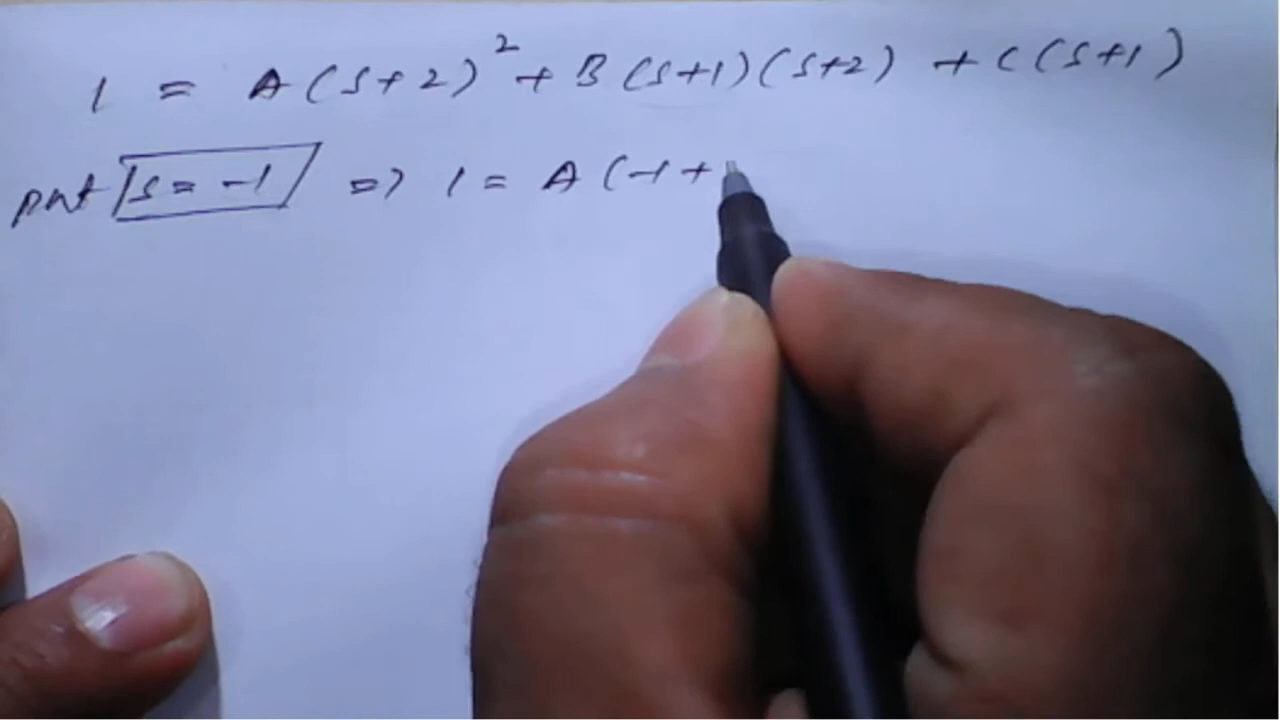 1 = A(s+2)² + B(s+1)(s+2) + C(s+1)
put s = -1 => 1 = A(-1+